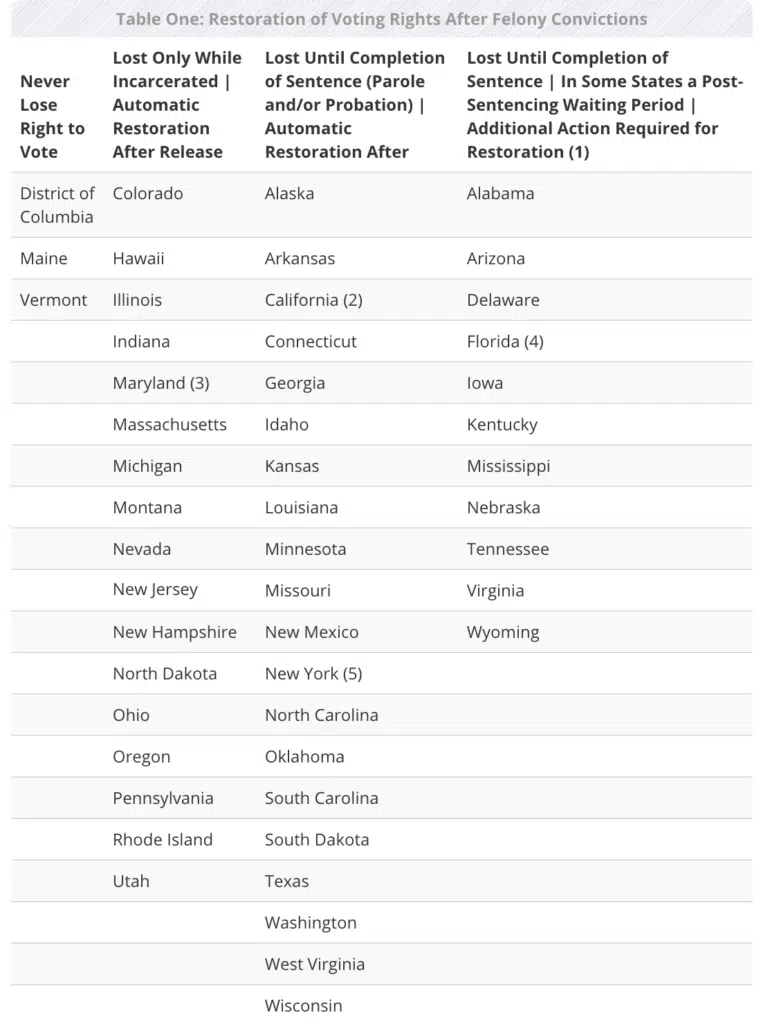 Table One: Restoration of Voting Rights After Felony Convictions
Never Lose Right to Vote | Lost Only While Incarcerated | Automatic Restoration After Release | Lost Until Completion of Sentence (Parole and/or Probation) | Automatic Restoration After | Lost Until Completion of Sentence | In Some States a Post-Sentencing Waiting Period | Additional Action Required for Restoration (1)
District of Columbia Colorado Alaska Alabama
Maine Hawaii Arkansas Arizona
Vermont Illinois California (2) Delaware
Indiana Connecticut Florida (4)
Maryland (3) Georgia Iowa
Massachusetts Idaho Kentucky
Michigan Kansas Mississippi
Montana Louisiana Nebraska
Nevada Minnesota Tennessee
New Jersey Missouri Virginia
New Hampshire New Mexico Wyoming
North Dakota New York (5)
Ohio North Carolina
Oregon Oklahoma
Pennsylvania South Carolina
Rhode Island South Dakota
Utah Texas
Washington
West Virginia
Wisconsin